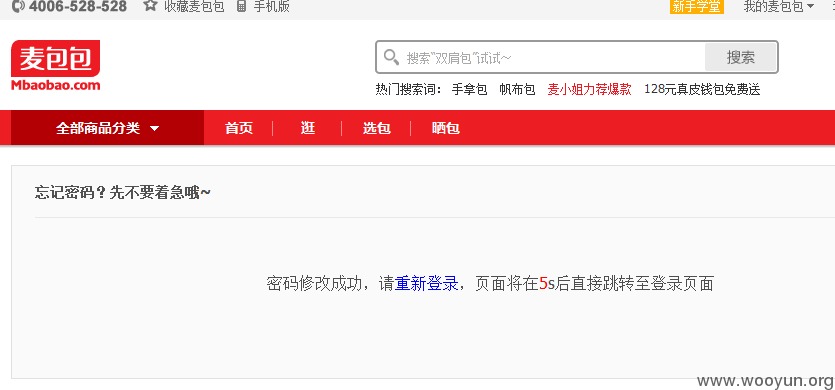 4006-528-528 收藏麦包包 手机版 新手学堂 我的麦包包
麦包包
Mbaobao.com
搜索“双肩包”试试~ 搜索
热门搜索词： 手拿包 帆布包 麦小姐力荐爆款 128元真皮钱包免费送
全部商品分类 首页 逛 选包 晒包
忘记密码？先不要着急哦~
密码修改成功，请重新登录，页面将在5s后直接跳转至登录页面
www.wooyun.org